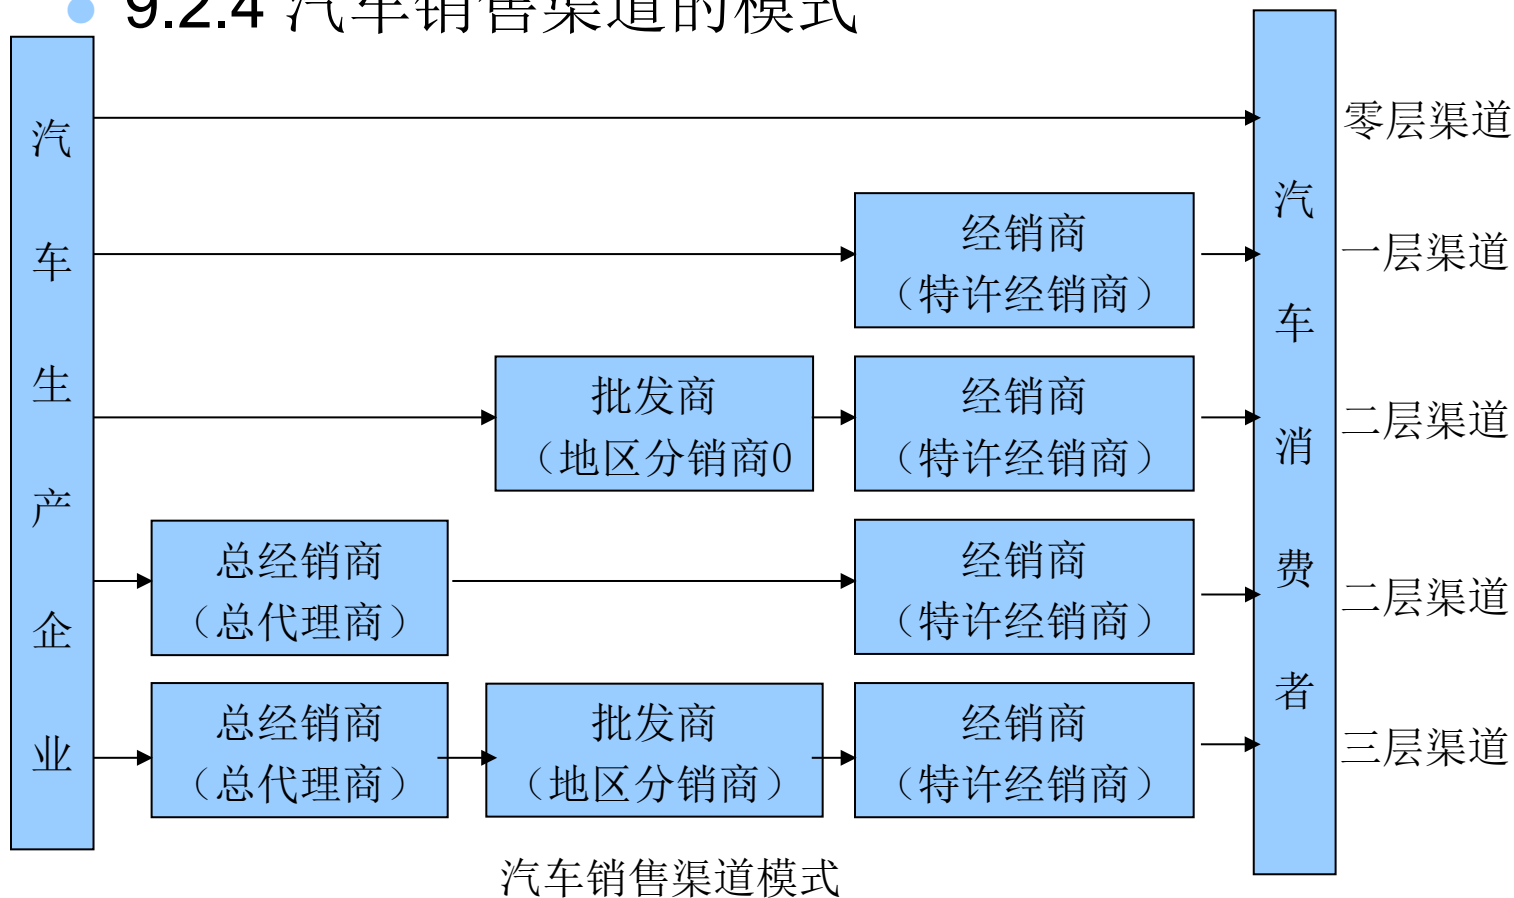 9.2.4 汽车销售渠道的模式
汽车生产企业
零层渠道
经销商
（特许经销商）
一层渠道
批发商
（地区分销商0
经销商
（特许经销商）
二层渠道
总经销商
（总代理商）
经销商
（特许经销商）
二层渠道
总经销商
（总代理商）
批发商
（地区分销商）
经销商
（特许经销商）
三层渠道
汽车消费者
汽车销售渠道模式